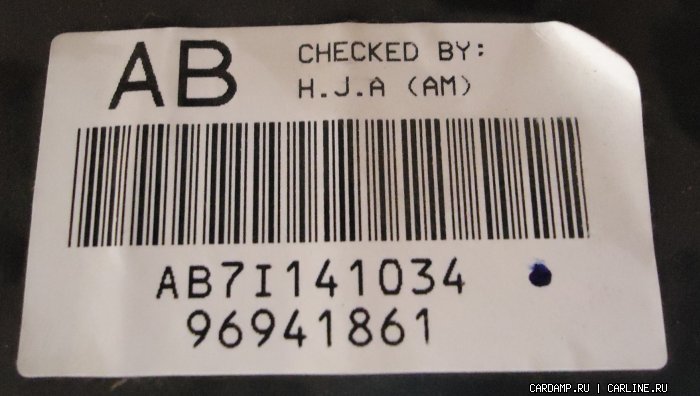 AB
CHECKED BY:
H.J.A (AM)
AB7I141034
96941861
CARDAMP.RU | CARLINE.RU